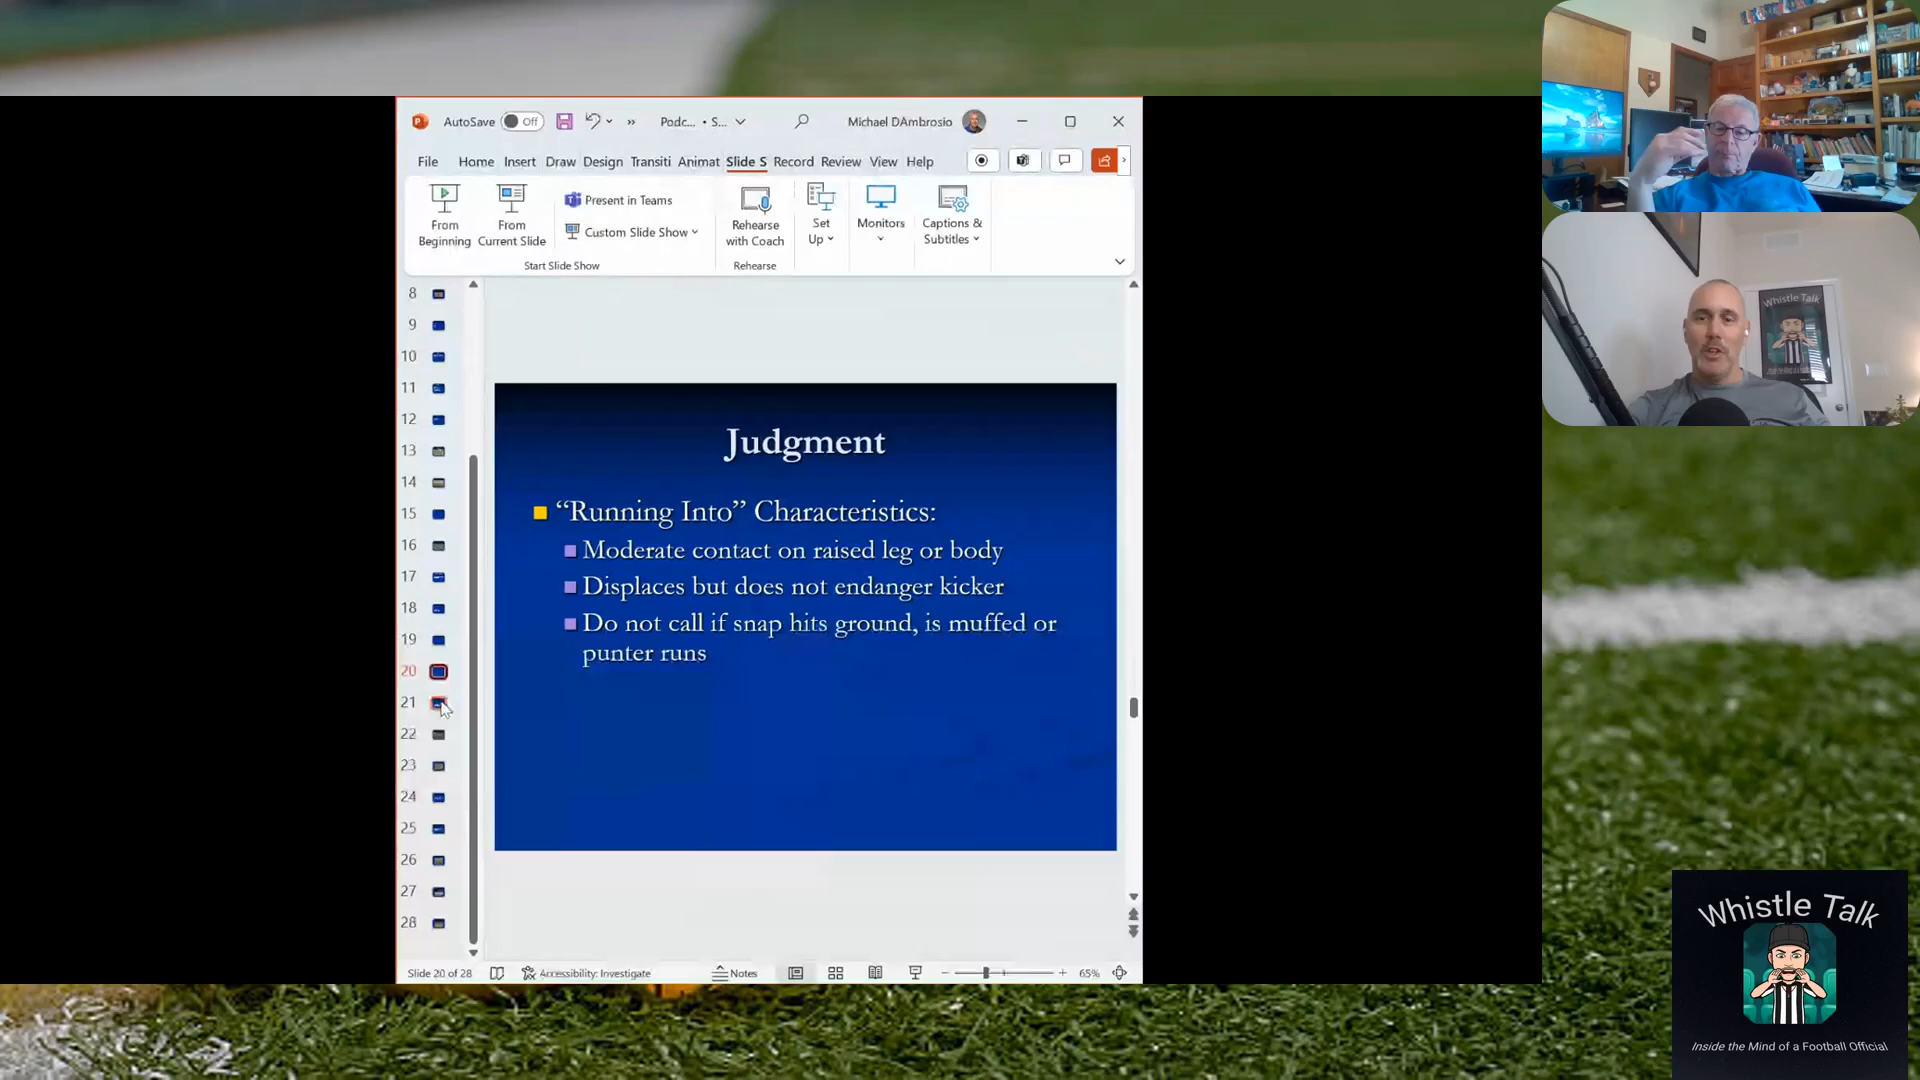 AutoSave Off Podc... • S... Michael DAmbrosio
File Home Insert Draw Design Transiti Animat Slide S Record Review View Help
From Beginning
From Current Slide
Present in Teams
Custom Slide Show
Start Slide Show
Rehearse with Coach
Rehearse
Set Up
Monitors
Captions & Subtitles
8
9
10
11
12
13
14
15
16
17
18
19
20
21
22
23
24
25
26
27
28
Judgment
“Running Into” Characteristics:
Moderate contact on raised leg or body
Displaces but does not endanger kicker
Do not call if snap hits ground, is muffed or
punter runs
Slide 20 of 28 Accessibility: Investigate Notes 65%
Whistle Talk
Whistle Talk
Inside the Mind of a Football Official